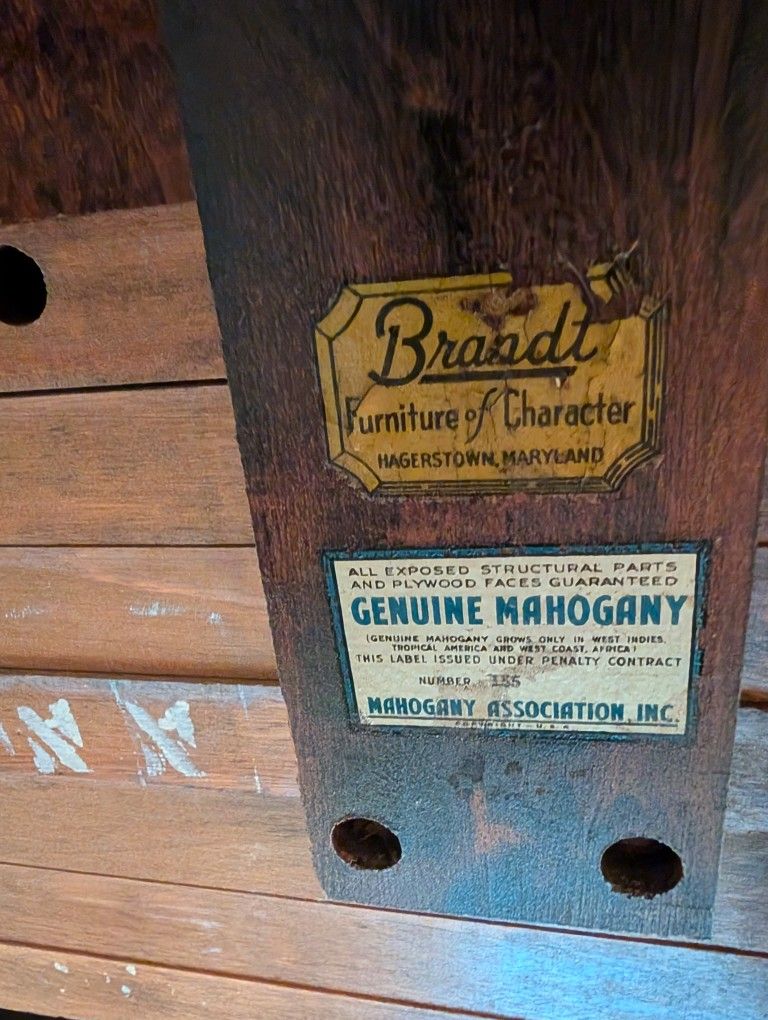 Brandt
Furniture of Character
HAGERSTOWN, MARYLAND
ALL EXPOSED STRUCTURAL PARTS
AND PLYWOOD FACES GUARANTEED
GENUINE MAHOGANY
(GENUINE MAHOGANY GROWS ONLY IN WEST INDIES,
TROPICAL AMERICA AND WEST COAST, AFRICA)
THIS LABEL ISSUED UNDER PENALTY CONTRACT
NUMBER
MAHOGANY ASSOCIATION, INC.
COPYRIGHT - U.S.A.